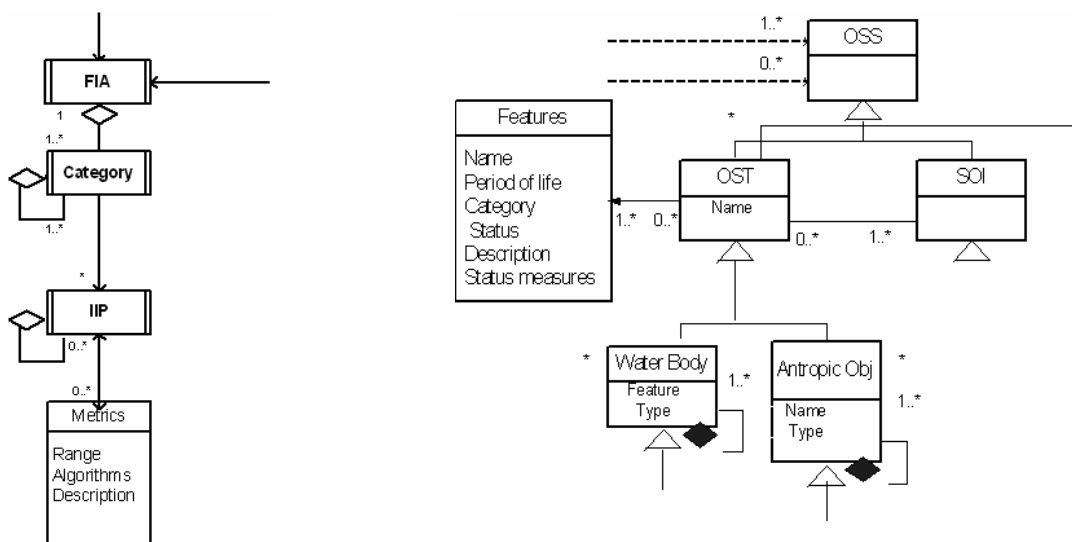 FIA
1
1..*
Category
1..*
*
IIP
0..*
0..*
Metrics
Range
Algorithms
Description
1..*
OSS
0..*
Features
Name
Period of life
Category
Status
Description
Status measures
*
OST
Name
SOI
1..*
0..*
0..*
1..*
*
Water Body
Feature
Type
1..*
Antropic Obj
Name
Type
*
1..*